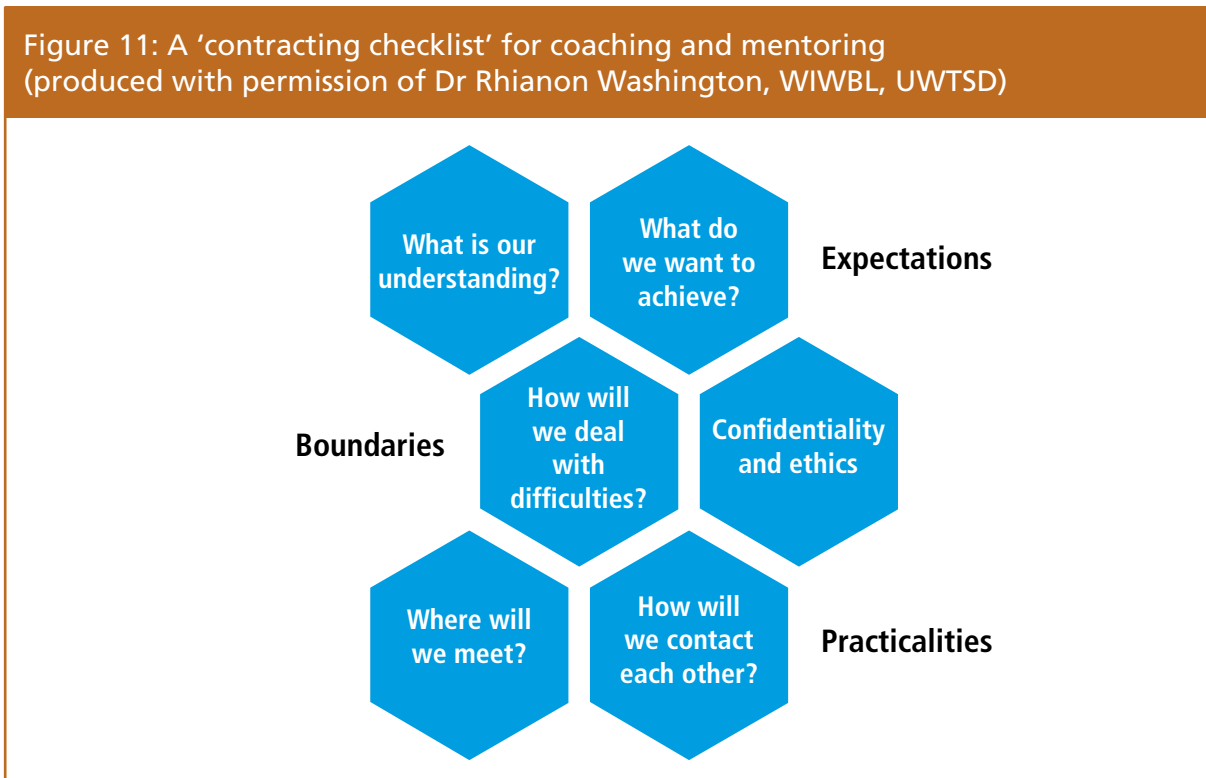 Figure 11: A ‘contracting checklist’ for coaching and mentoring
(produced with permission of Dr Rhianon Washington, WIWBL, UWTSD)
What is our
understanding?
What do
we want to
achieve?
Expectations
Boundaries
How will
we deal
with
difficulties?
Confidentiality
and ethics
Where will
we meet?
How will
we contact
each other?
Practicalities